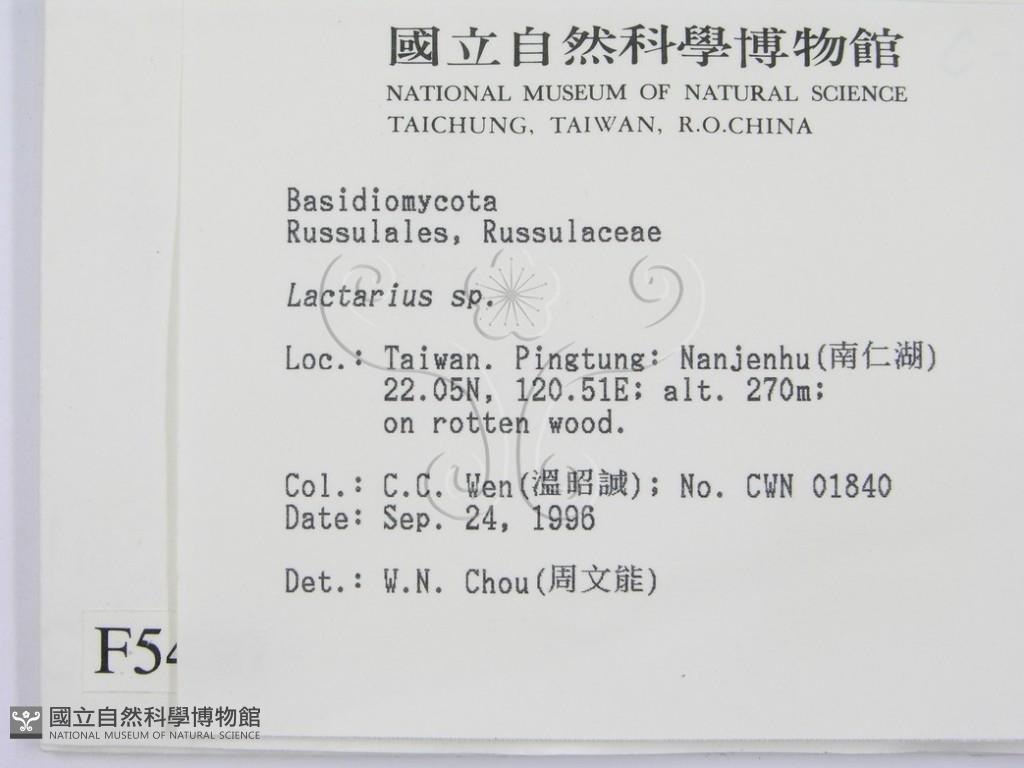 國立自然科學博物館
NATIONAL MUSEUM OF NATURAL SCIENCE
TAICHUNG, TAIWAN, R.O.CHINA
Basidiomycota
Russulales, Russulaceae
Lactarius sp.
Loc.: Taiwan. Pingtung: Nanjenhu(南仁湖)
22.05N, 120.51E; alt. 270m;
on rotten wood.
Col.: C.C. Wen(溫昭誠); No. CWN 01840
Date: Sep. 24, 1996
Det.: W.N. Chou(周文能)
F54
國立自然科學博物館
NATIONAL MUSEUM OF NATURAL SCIENCE